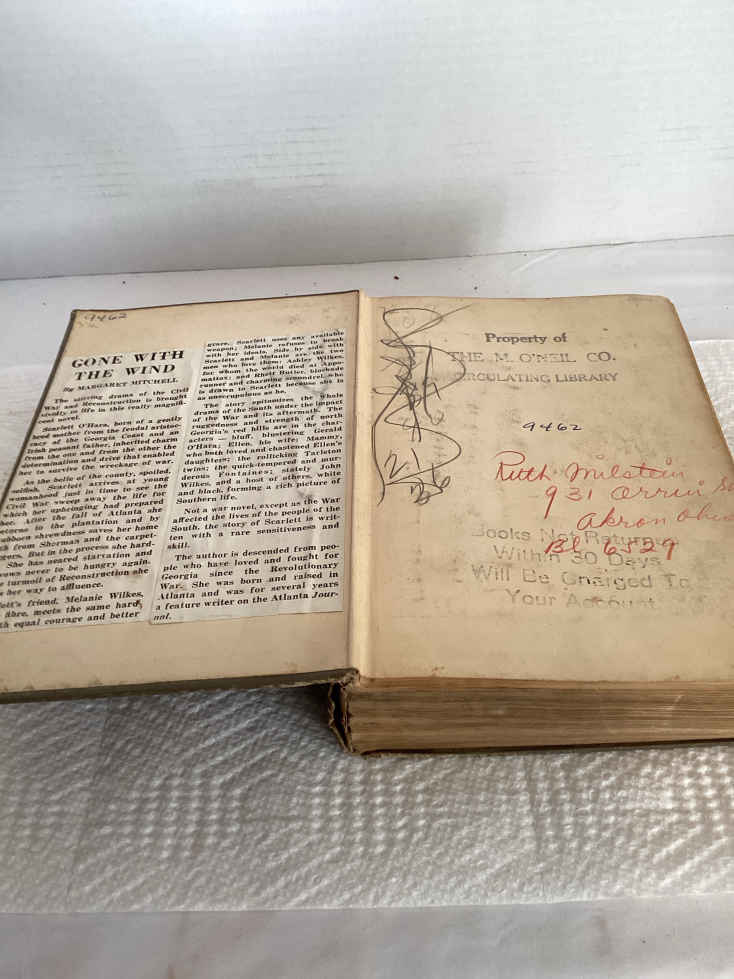 9462
GONE WITH
THE WIND
By MARGARET MITCHELL
The stirring drama of the Civil
War and Reconstruction is brought
vividly to life in this really magnifi-
cent novel.
Scarlett O'Hara, born of a gently
bred mother from the feudal aristoc-
racy of the Georgia Coast and an
Irish peasant father, inherited charm
from the one and from the other the
determination and drive that enabled
her to survive the wreckage of war.
As the belle of the county, spoiled,
selfish, Scarlett arrives at young
womanhood just in time to see the
Civil War sweep away the life for
which her upbringing had prepared
her. After the fall of Atlanta she
returns to the plantation and by
stubborn shrewdness saves her home
from Sherman and the carpet-
But in the process she hard-
She has neared starvation and
vows never to be hungry again.
turmoil of Reconstruction she
her way to affluence.
friend, Melanie Wilkes,
fibre, meets the same hard
equal courage and better
grace. Scarlett uses any available
weapon; Melanie refuses to break
with her ideals. Side by side with
Scarlett and Melanie are the two
men who love them: Ashley Wilkes,
for whom the world died at Appo-
mattox; and Rhett Butler, blockade
runner and charming scoundrel, who
is drawn to Scarlett because she is
as unscrupulous as he.
The story epitomizes the whole
drama of the South under the impact
of the War and its aftermath. The
ruggedness and strength of north
Georgia's red hills are in the char-
acters — bluff, blustering Gerald
O'Hara; Ellen, his wife; Mammy,
who both loved and chastened Ellen's
daughters; the rollicking Tarleton
twins; the quick-tempered and mur-
derous Fontaines; stately John
Wilkes, and a host of others, white
and black, forming a rich picture of
Southern life.
Not a war novel, except as the War
affected the lives of the people of the
South, the story of Scarlett is writ-
ten with a rare sensitiveness and
skill.
The author is descended from peo-
ple who have loved and fought for
Georgia since the Revolutionary
War. She was born and raised in
Atlanta and was for several years
a feature writer on the Atlanta Jour-
nal.
Property of
THE M. O'NEIL CO.
CIRCULATING LIBRARY
9462
Ruth Milstein
931 Orrin
Akron Ohio
Bl 6529
Books Not Returned
Within 30 Days
Will Be Charged To
Your Account